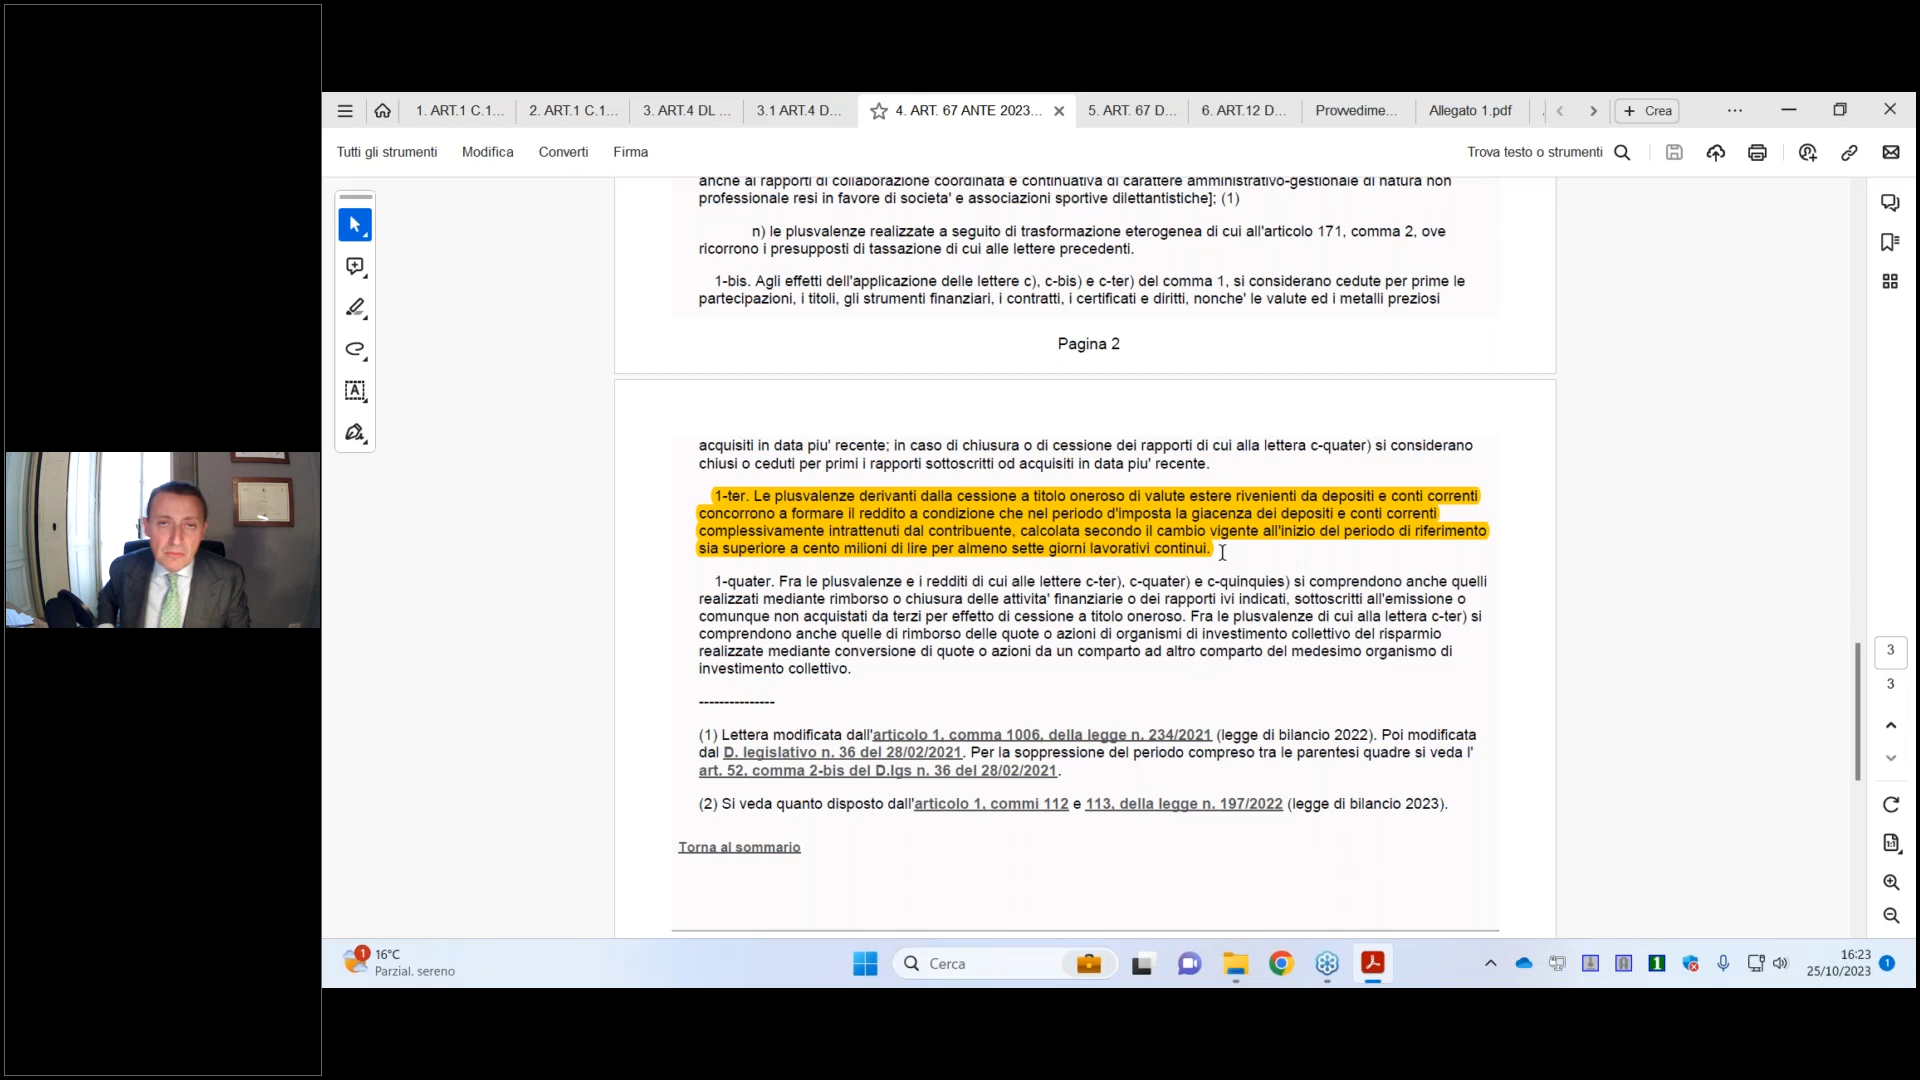 1. ART.1 C.1... 2. ART.1 C.1... 3. ART.4 DL ... 3.1 ART.4 D... 4. ART. 67 ANTE 2023... 5. ART. 67 D... 6. ART.12 D... Provvedime... Allegato 1.pdf + Crea
Tutti gli strumenti Modifica Converti Firma Trova testo o strumenti
anche ai rapporti di collaborazione coordinata e continuativa di carattere amministrativo-gestionale di natura non
professionale resi in favore di societa' e associazioni sportive dilettantistiche]; (1)
n) le plusvalenze realizzate a seguito di trasformazione eterogenea di cui all'articolo 171, comma 2, ove
ricorrono i presupposti di tassazione di cui alle lettere precedenti.
1-bis. Agli effetti dell'applicazione delle lettere c), c-bis) e c-ter) del comma 1, si considerano cedute per prime le
partecipazioni, i titoli, gli strumenti finanziari, i contratti, i certificati e diritti, nonche' le valute ed i metalli preziosi
Pagina 2
acquisiti in data piu' recente; in caso di chiusura o di cessione dei rapporti di cui alla lettera c-quater) si considerano
chiusi o ceduti per primi i rapporti sottoscritti od acquisiti in data piu' recente.
1-ter. Le plusvalenze derivanti dalla cessione a titolo oneroso di valute estere rivenienti da depositi e conti correnti
concorrono a formare il reddito a condizione che nel periodo d'imposta la giacenza dei depositi e conti correnti
complessivamente intrattenuti dal contribuente, calcolata secondo il cambio vigente all'inizio del periodo di riferimento
sia superiore a cento milioni di lire per almeno sette giorni lavorativi continui.
1-quater. Fra le plusvalenze e i redditi di cui alle lettere c-ter), c-quater) e c-quinquies) si comprendono anche quelli
realizzati mediante rimborso o chiusura delle attivita' finanziarie o dei rapporti ivi indicati, sottoscritti all'emissione o
comunque non acquistati da terzi per effetto di cessione a titolo oneroso. Fra le plusvalenze di cui alla lettera c-ter) si
comprendono anche quelle di rimborso delle quote o azioni di organismi di investimento collettivo del risparmio
realizzate mediante conversione di quote o azioni da un comparto ad altro comparto del medesimo organismo di
investimento collettivo.
---------------
(1) Lettera modificata dall'articolo 1, comma 1006, della legge n. 234/2021 (legge di bilancio 2022). Poi modificata
dal D. legislativo n. 36 del 28/02/2021. Per la soppressione del periodo compreso tra le parentesi quadre si veda l'
art. 52, comma 2-bis del D.lgs n. 36 del 28/02/2021.
(2) Si veda quanto disposto dall'articolo 1, commi 112 e 113, della legge n. 197/2022 (legge di bilancio 2023).
Torna al sommario
3
3
1 16°C
Parzial. sereno
Cerca
1
16:23
25/10/2023
1